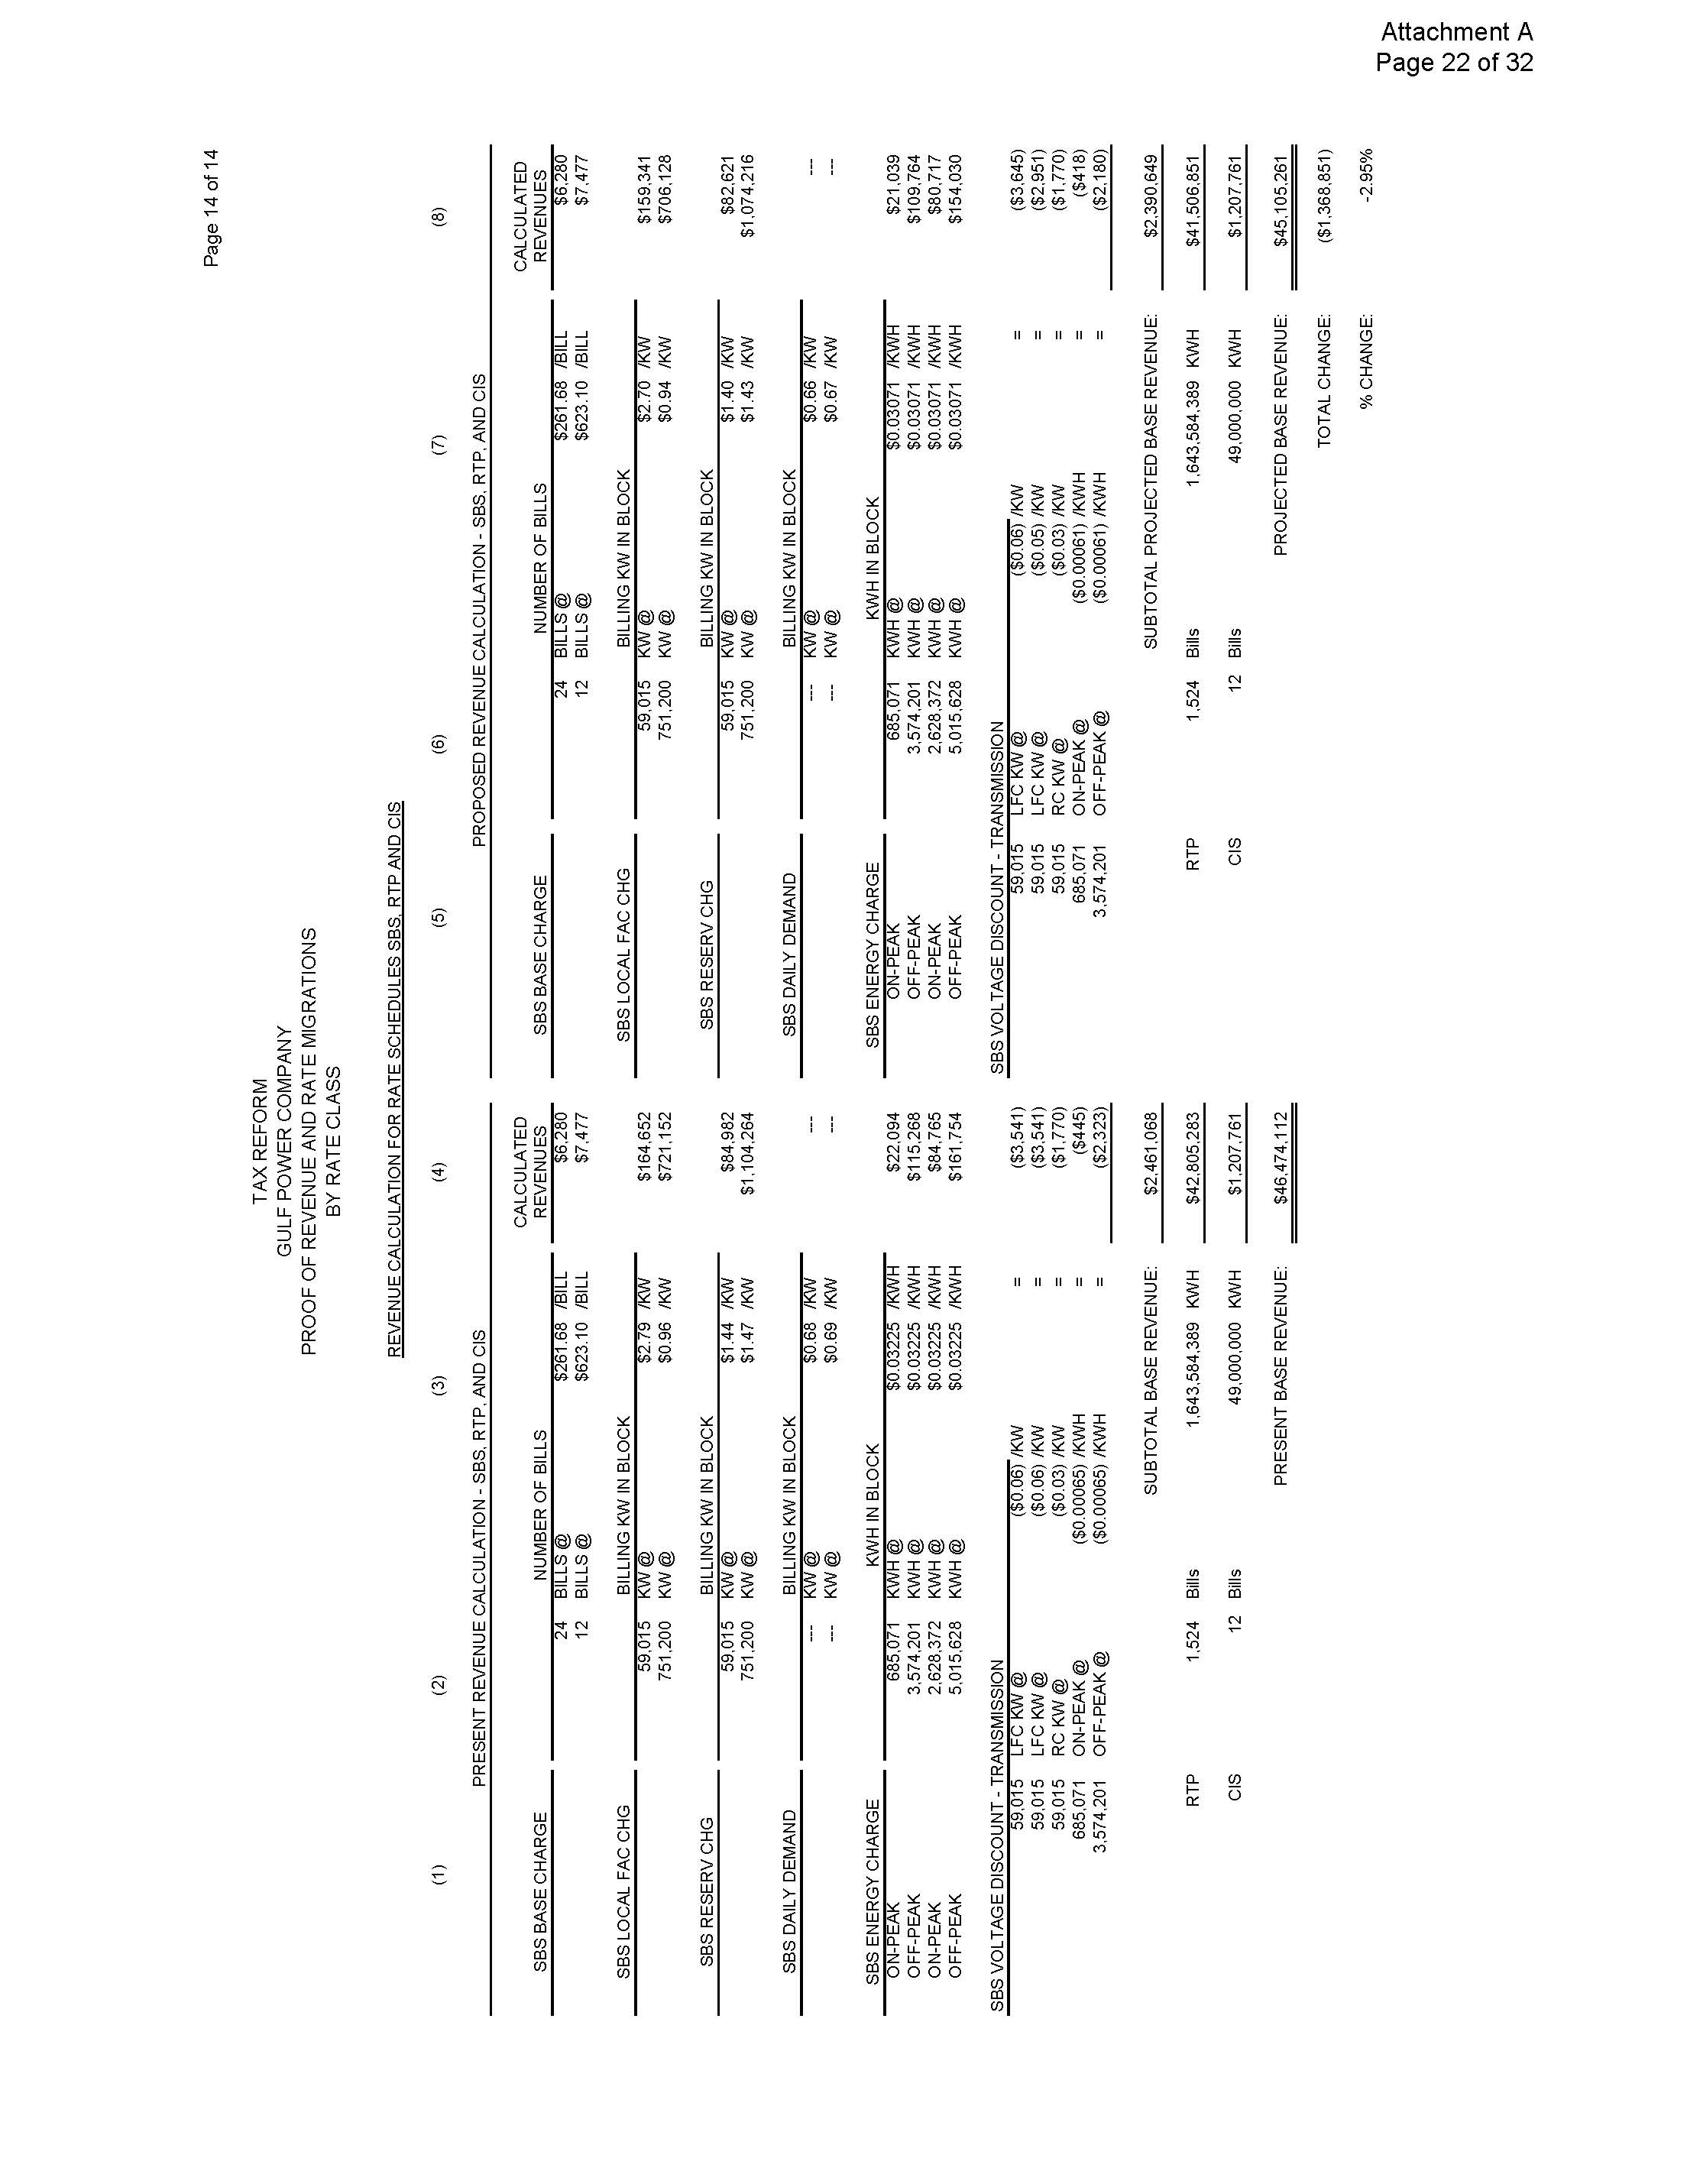 Attachment A
Page 22 of 32
Page 14 of 14
TAX REFORM
GULF POWER COMPANY
PROOF OF REVENUE AND RATE MIGRATIONS
BY RATE CLASS
REVENUE CALCULATION FOR RATE SCHEDULES SBS, RTP AND CIS
(1) (2) (3) (4) (5) (6) (7) (8)
PRESENT REVENUE CALCULATION - SBS, RTP, AND CIS PROPOSED REVENUE CALCULATION - SBS, RTP, AND CIS
CALCULATED CALCULATED
SBS BASE CHARGE NUMBER OF BILLS REVENUES SBS BASE CHARGE NUMBER OF BILLS REVENUES
24 BILLS @ $261.68 /BILL $6,280 24 BILLS @ $261.68 /BILL $6,280
12 BILLS @ $623.10 /BILL $7,477 12 BILLS @ $623.10 /BILL $7,477
SBS LOCAL FAC CHG BILLING KW IN BLOCK SBS LOCAL FAC CHG BILLING KW IN BLOCK
59,015 KW @ $2.79 /KW $164,652 59,015 KW @ $2.70 /KW $159,341
751,200 KW @ $0.96 /KW $721,152 751,200 KW @ $0.94 /KW $706,128
SBS RESERV CHG BILLING KW IN BLOCK SBS RESERV CHG BILLING KW IN BLOCK
59,015 KW @ $1.44 /KW $84,982 59,015 KW @ $1.40 /KW $82,621
751,200 KW @ $1.47 /KW $1,104,264 751,200 KW @ $1.43 /KW $1,074,216
SBS DAILY DEMAND BILLING KW IN BLOCK SBS DAILY DEMAND BILLING KW IN BLOCK
--- KW @ $0.68 /KW --- --- KW @ $0.66 /KW ---
--- KW @ $0.69 /KW --- --- KW @ $0.67 /KW ---
SBS ENERGY CHARGE KWH IN BLOCK SBS ENERGY CHARGE KWH IN BLOCK
ON-PEAK 685,071 KWH @ $0.03225 /KWH $22,094 ON-PEAK 685,071 KWH @ $0.03071 /KWH $21,039
OFF-PEAK 3,574,201 KWH @ $0.03225 /KWH $115,268 OFF-PEAK 3,574,201 KWH @ $0.03071 /KWH $109,764
ON-PEAK 2,628,372 KWH @ $0.03225 /KWH $84,765 ON-PEAK 2,628,372 KWH @ $0.03071 /KWH $80,717
OFF-PEAK 5,015,628 KWH @ $0.03225 /KWH $161,754 OFF-PEAK 5,015,628 KWH @ $0.03071 /KWH $154,030
SBS VOLTAGE DISCOUNT - TRANSMISSION SBS VOLTAGE DISCOUNT - TRANSMISSION
59,015 LFC KW @ ($0.06) /KW = ($3,541) 59,015 LFC KW @ ($0.06) /KW = ($3,645)
59,015 LFC KW @ ($0.06) /KW = ($3,541) 59,015 LFC KW @ ($0.05) /KW = ($2,951)
59,015 RC KW @ ($0.03) /KW = ($1,770) 59,015 RC KW @ ($0.03) /KW = ($1,770)
685,071 ON-PEAK @ ($0.00065) /KWH = ($445) 685,071 ON-PEAK @ ($0.00061) /KWH = ($418)
3,574,201 OFF-PEAK @ ($0.00065) /KWH = ($2,323) 3,574,201 OFF-PEAK @ ($0.00061) /KWH = ($2,180)
SUBTOTAL BASE REVENUE: $2,461,068 SUBTOTAL PROJECTED BASE REVENUE: $2,390,649
RTP 1,524 Bills 1,643,584,389 KWH $42,805,283 RTP 1,524 Bills 1,643,584,389 KWH $41,506,851
CIS 12 Bills 49,000,000 KWH $1,207,761 CIS 12 Bills 49,000,000 KWH $1,207,761
PRESENT BASE REVENUE: $46,474,112 PROJECTED BASE REVENUE: $45,105,261
TOTAL CHANGE: ($1,368,851)
% CHANGE: -2.95%